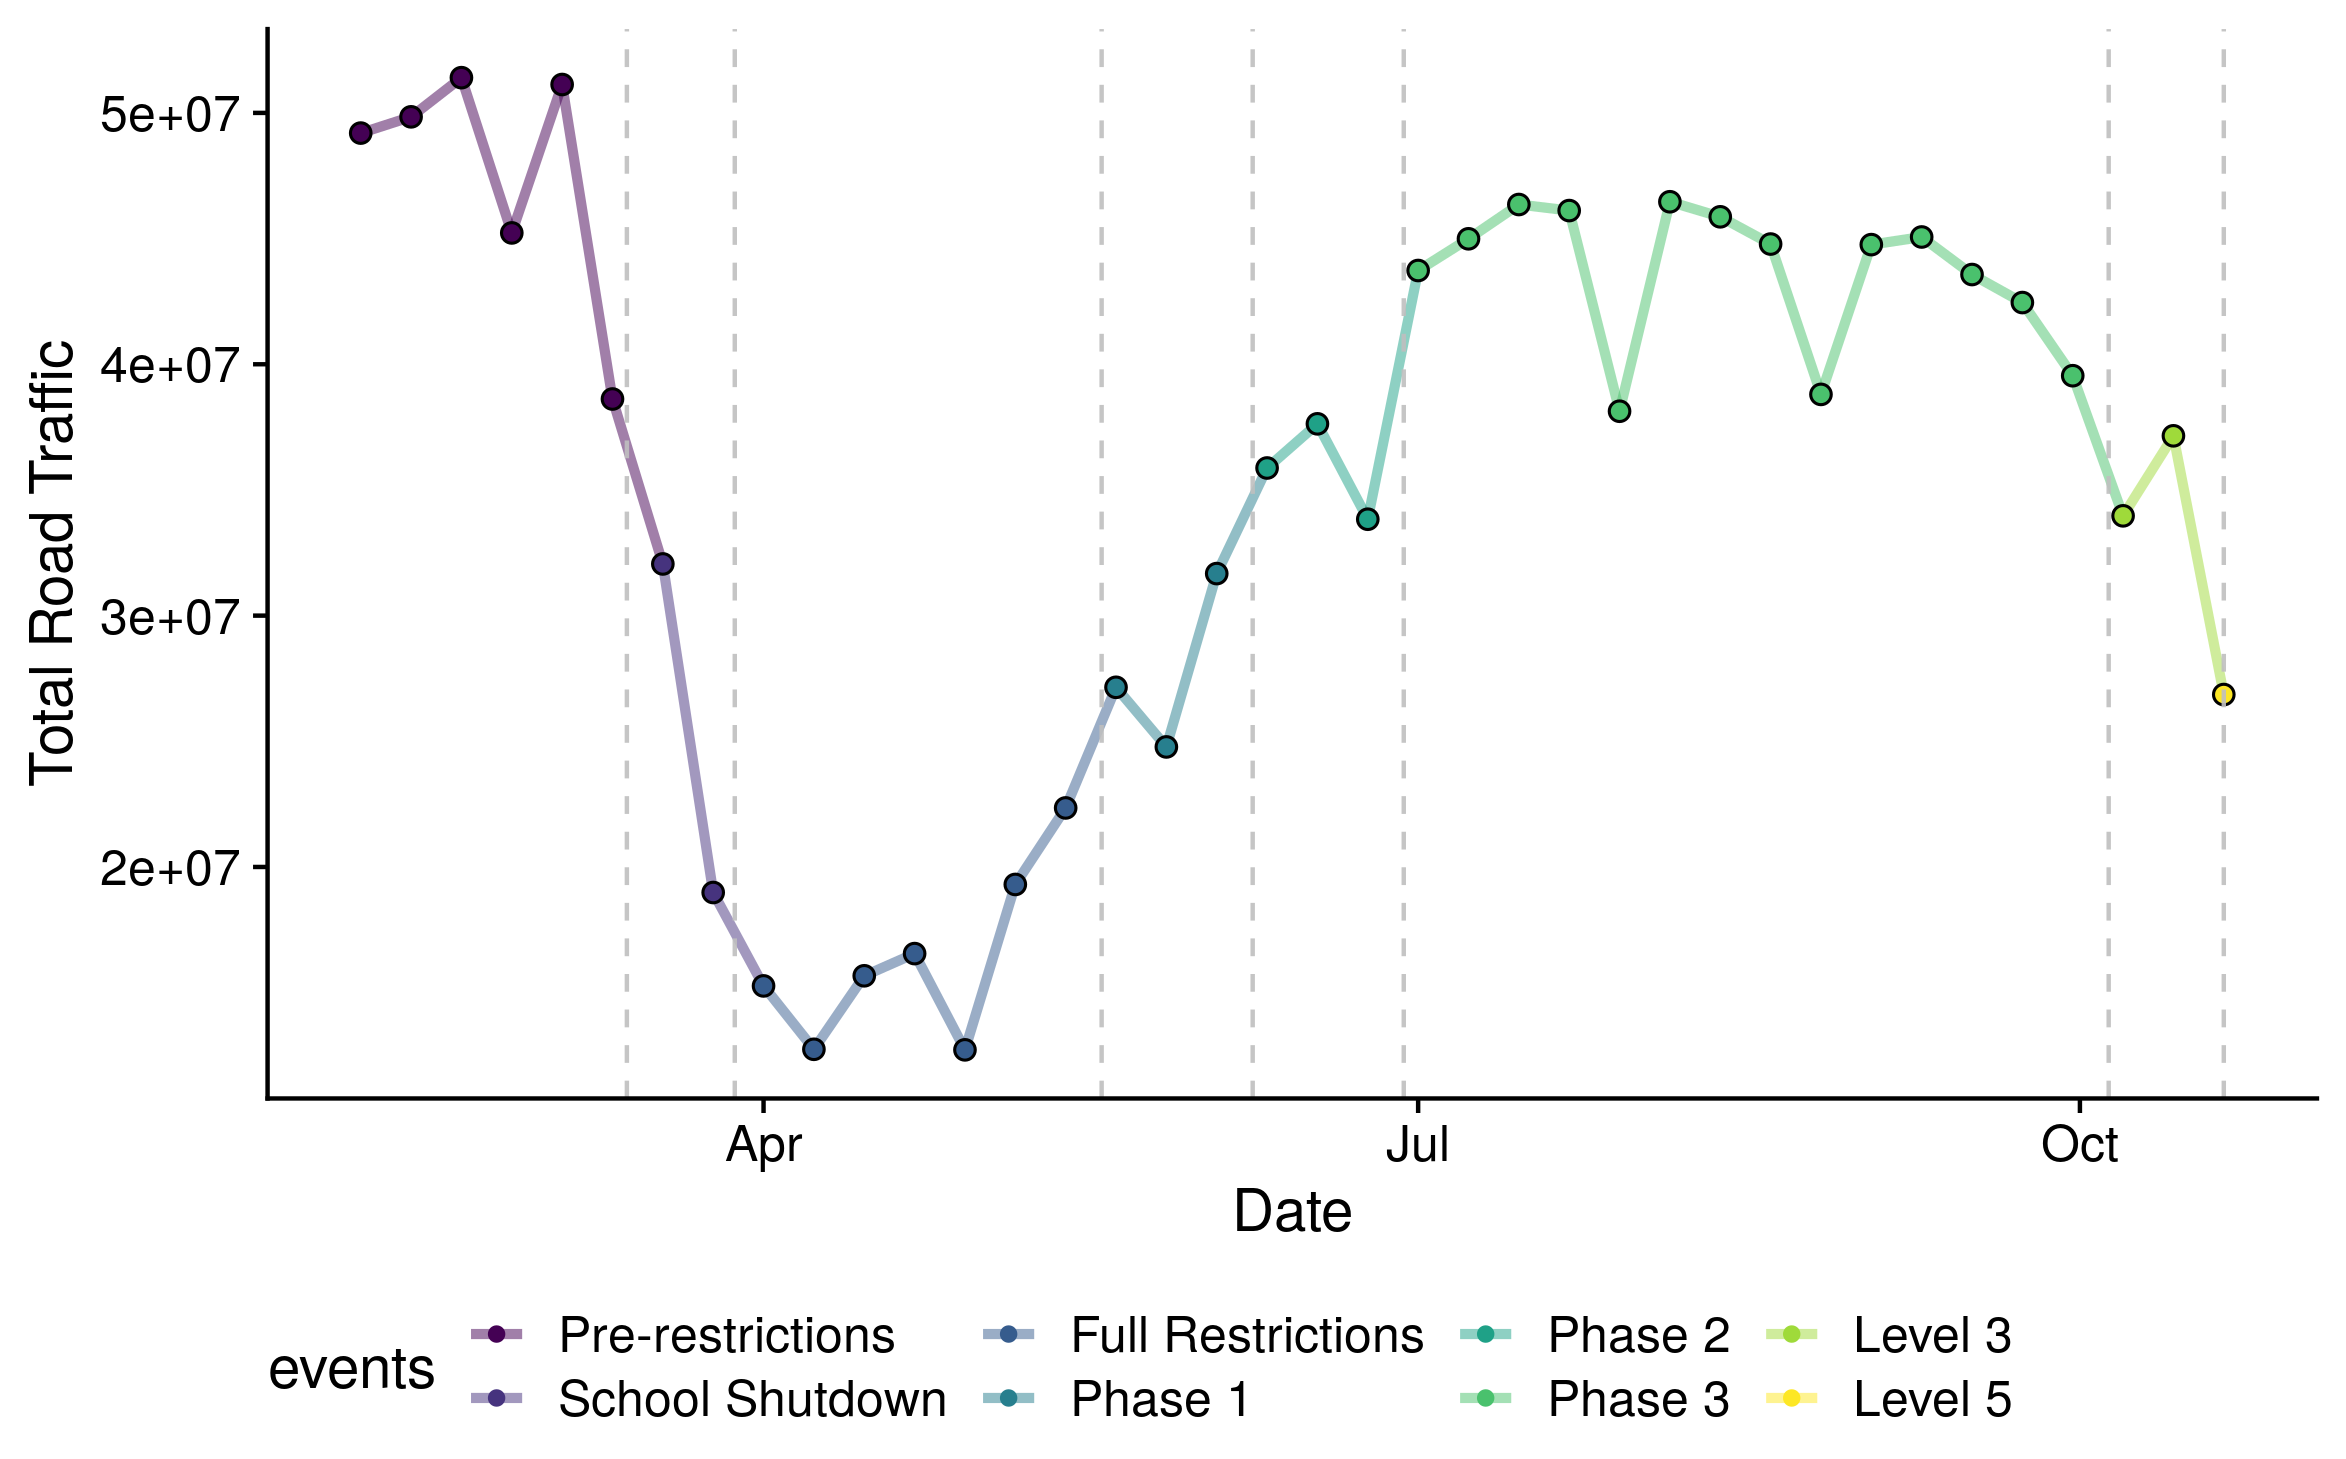 5e+07
4e+07
3e+07
2e+07
Total Road Traffic
Apr Jul Oct
Date
events
Pre-restrictions Full Restrictions Phase 2 Level 3
School Shutdown Phase 1 Phase 3 Level 5